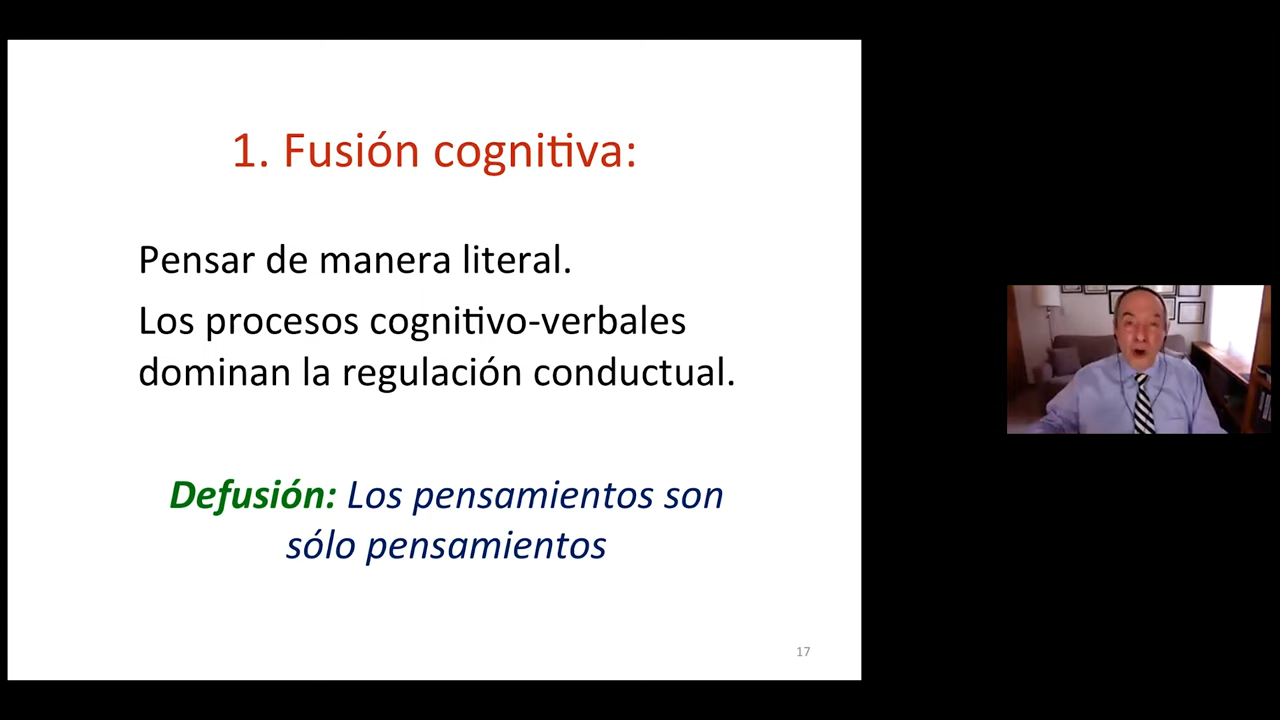 1. Fusión cognitiva:
Pensar de manera literal.
Los procesos cognitivo-verbales
dominan la regulación conductual.
Defusión: Los pensamientos son
sólo pensamientos
17